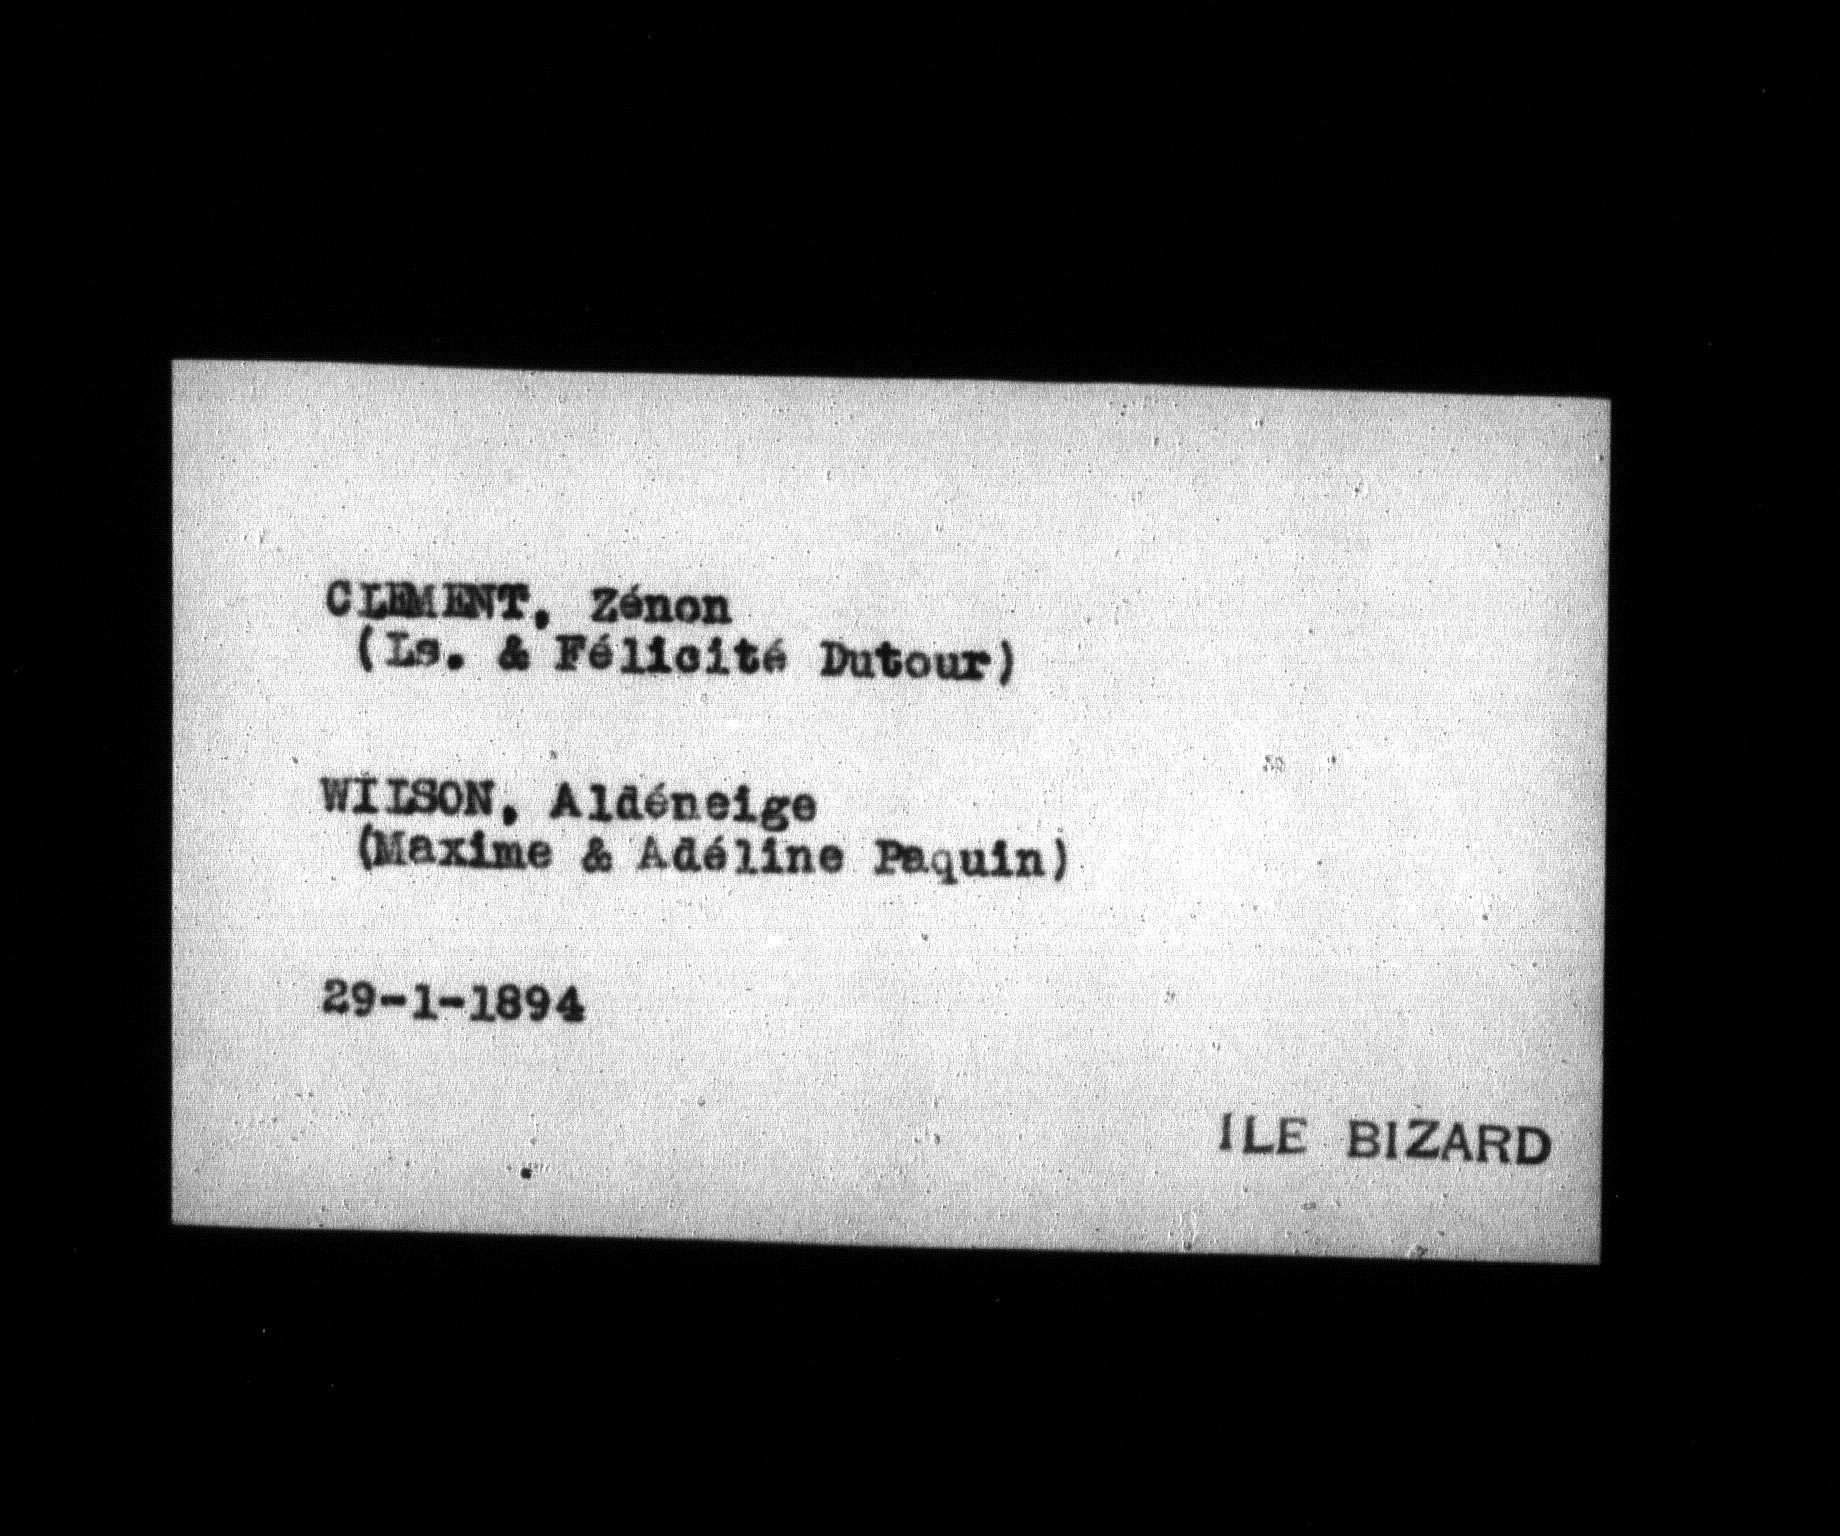 CLEMENT, Zénon
(Ls. & Félicité Dutour)
WILSON, Aldéneige
(Maxime & Adéline Paquin)
29-1-1894
ILE BIZARD